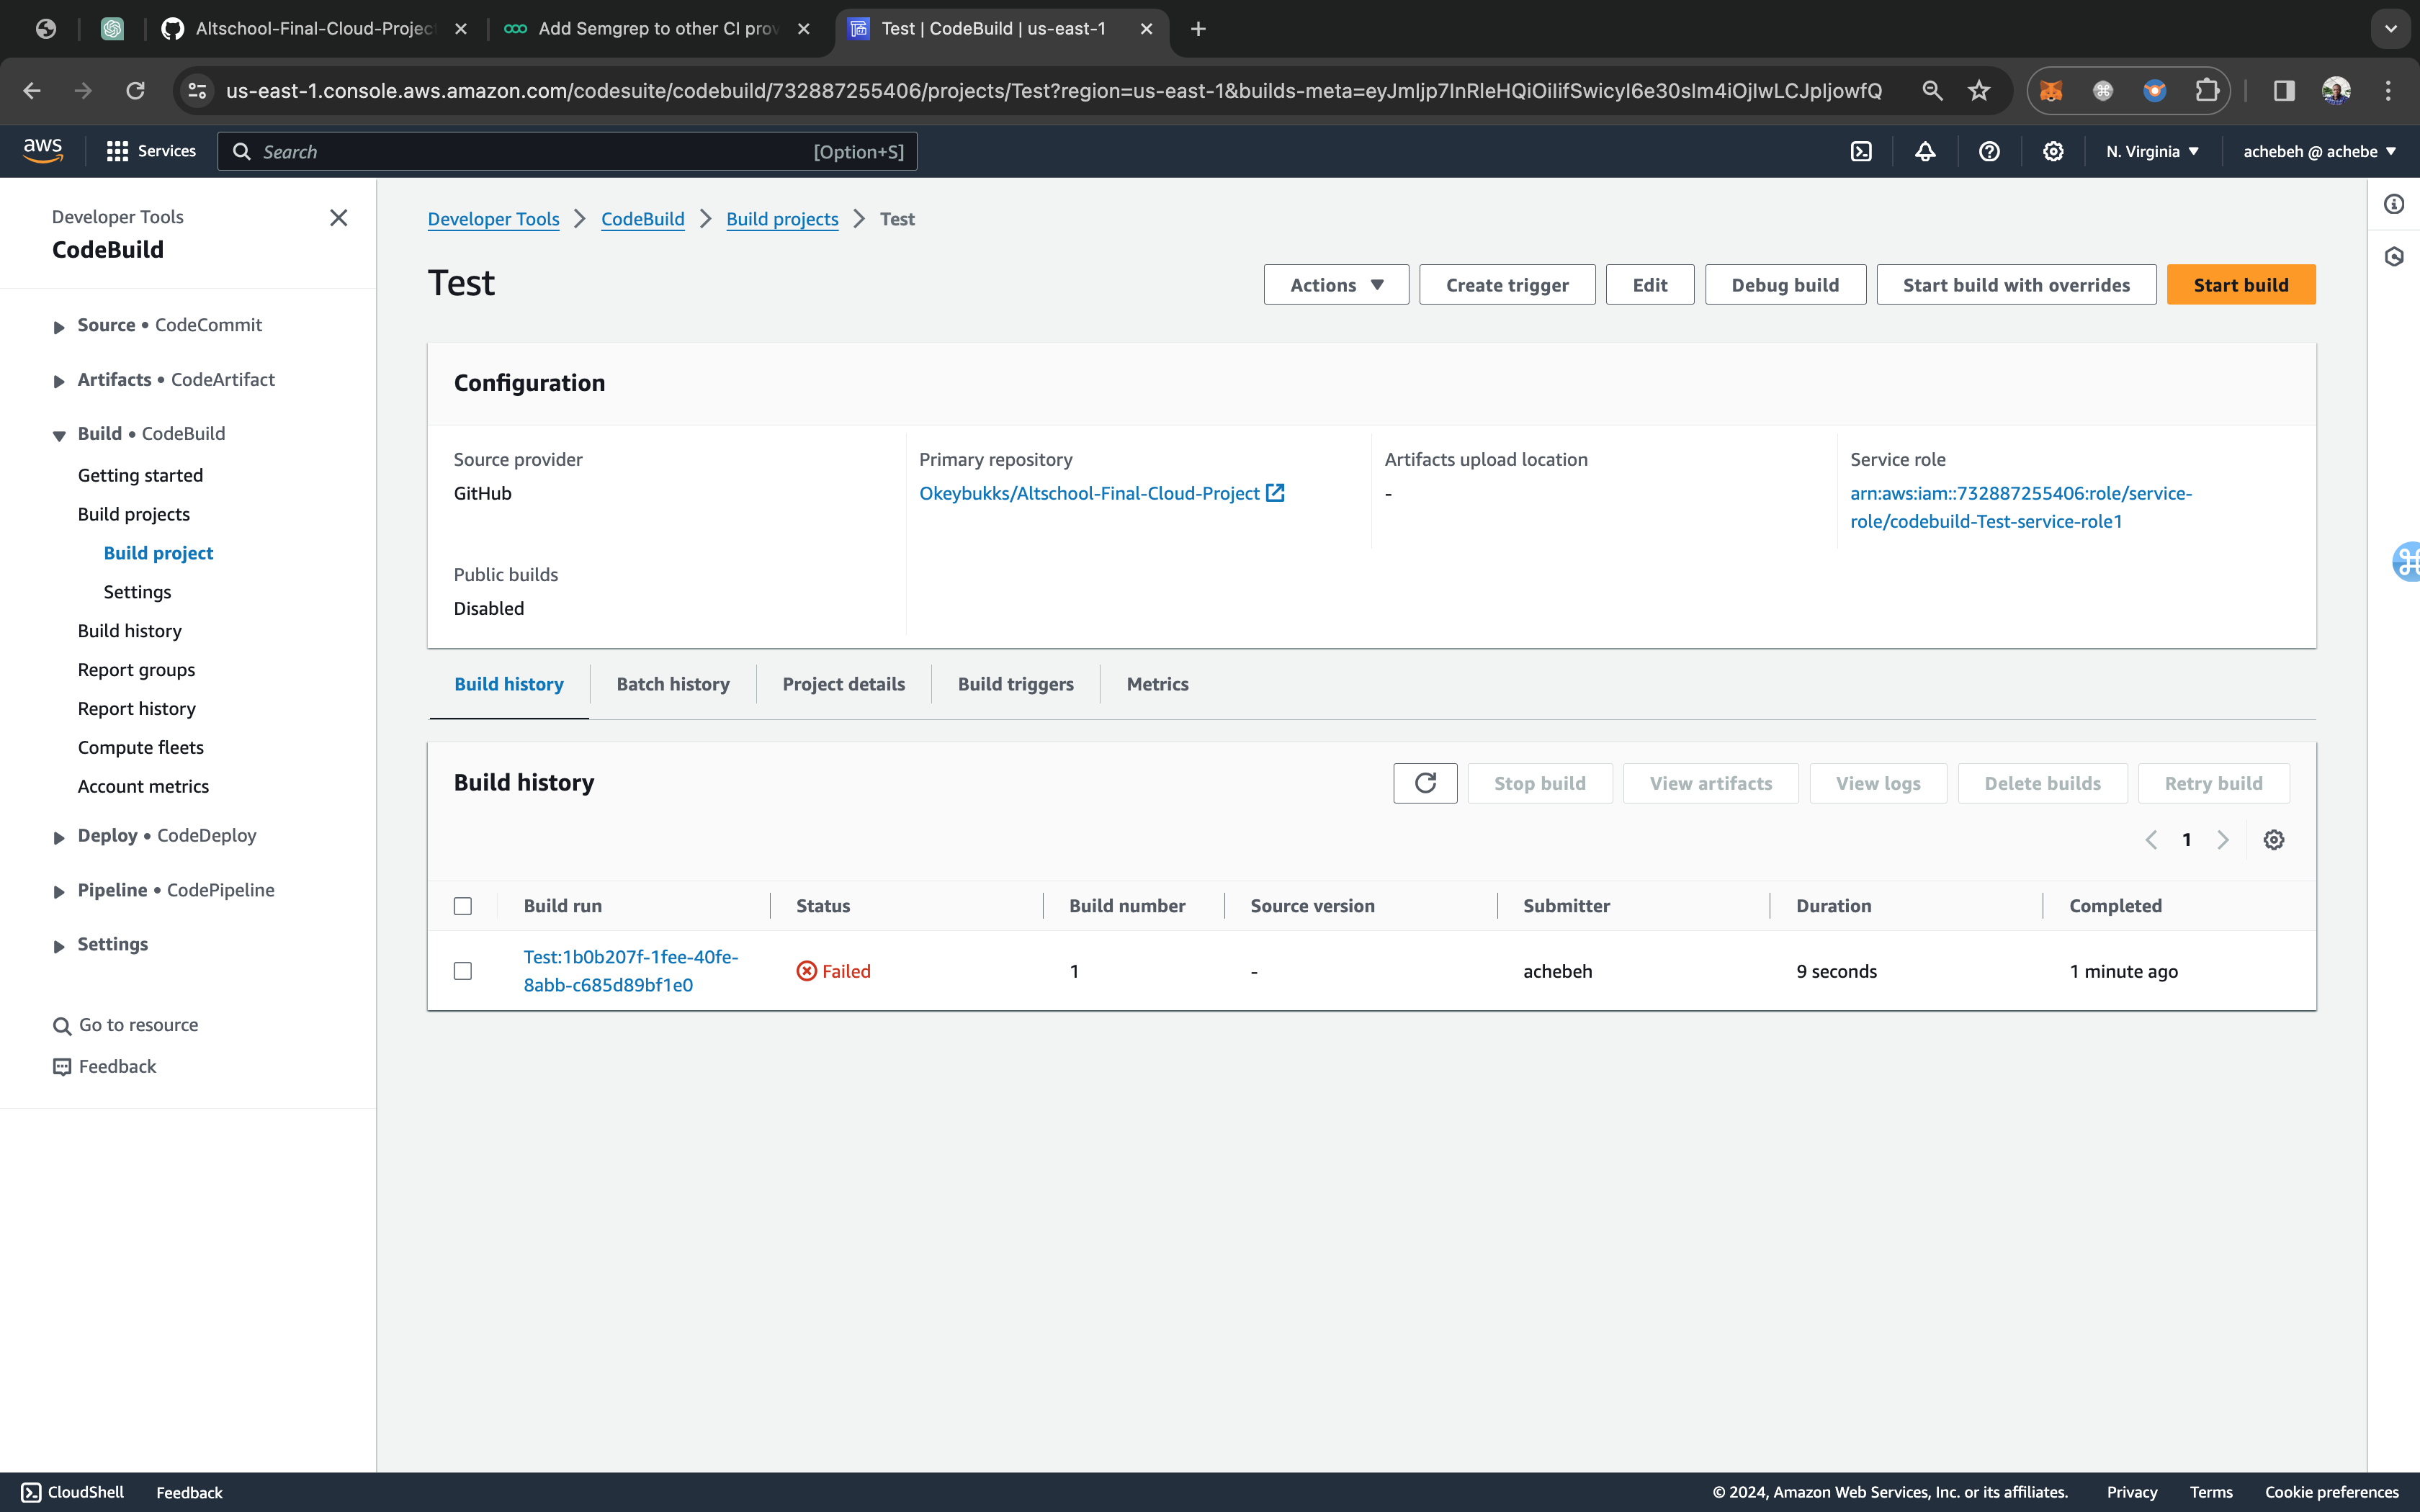 Altschool-Final-Cloud-Projec
Add Semgrep to other CI prov
Test | CodeBuild | us-east-1
us-east-1.console.aws.amazon.com/codesuite/codebuild/732887255406/projects/Test?region=us-east-1&builds-meta=eyJmIjp7InRleHQiOiIifSwicyI6e30sIm4iOjIwLCJpIjowfQ
aws
Services
Search
[Option+S]
N. Virginia
achebeh @ achebe
Developer Tools
CodeBuild
Source • CodeCommit
Artifacts • CodeArtifact
Build • CodeBuild
Getting started
Build projects
Build project
Settings
Build history
Report groups
Report history
Compute fleets
Account metrics
Deploy • CodeDeploy
Pipeline • CodePipeline
Settings
Go to resource
Feedback
Developer Tools
CodeBuild
Build projects
Test
Test
Actions
Create trigger
Edit
Debug build
Start build with overrides
Start build
Configuration
Source provider
GitHub
Primary repository
Okeybukks/Altschool-Final-Cloud-Project
Artifacts upload location
-
Service role
arn:aws:iam::732887255406:role/service-
role/codebuild-Test-service-role1
Public builds
Disabled
Build history
Batch history
Project details
Build triggers
Metrics
Build history
Stop build
View artifacts
View logs
Delete builds
Retry build
1
Build run
Status
Build number
Source version
Submitter
Duration
Completed
Test:1b0b207f-1fee-40fe-
8abb-c685d89bf1e0
Failed
1
-
achebeh
9 seconds
1 minute ago
CloudShell
Feedback
© 2024, Amazon Web Services, Inc. or its affiliates.
Privacy
Terms
Cookie preferences